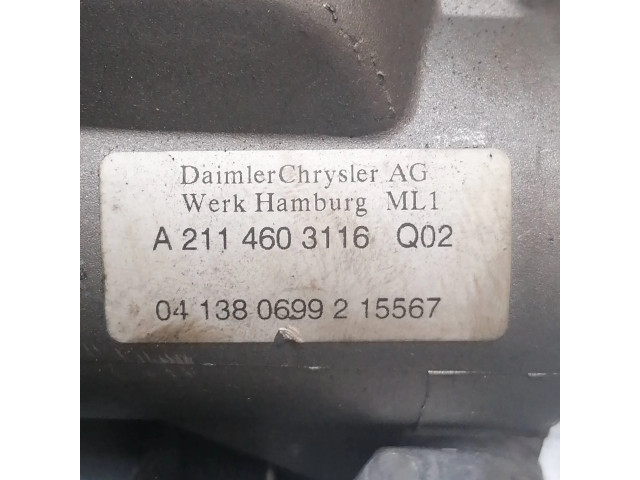 DaimlerChrysler AG
Werk Hamburg ML1
A 211 460 3116 Q02
04 138 0699 2 15567